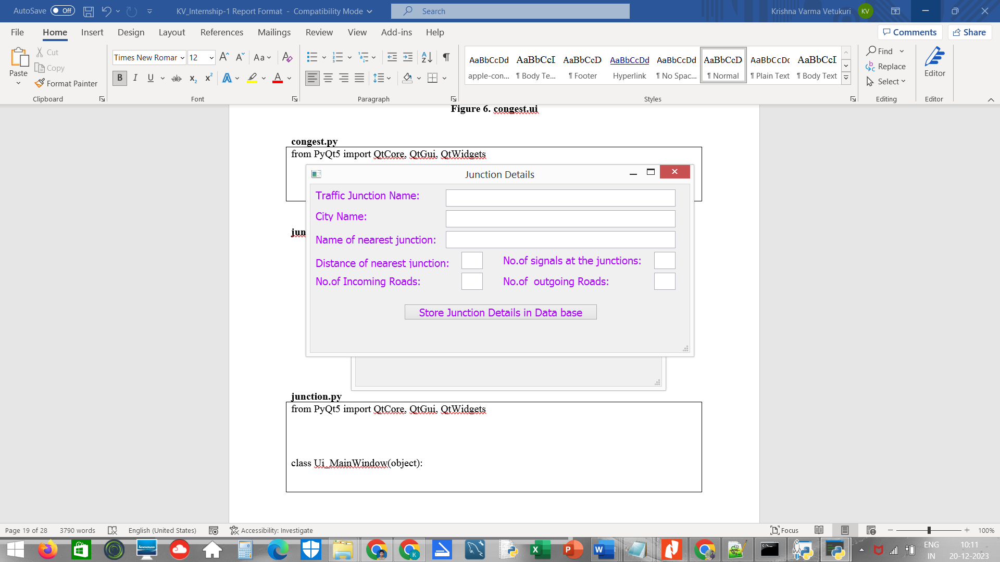 AutoSave Off KV_Internship-1 Report Format - Compatibility Mode Search Krishna Varma Vetukuri KV
File Home Insert Design Layout References Mailings Review View Add-ins Help Comments Share
Paste
Cut
Copy
Format Painter
Clipboard
Times New Romar 12
Font
Paragraph
AaBbCcDd AaBbCcI AaBbCcD AaBbCcDd AaBbCcDd AaBbCcD AaBbCcDc AaBbCcI
apple-con... ¶ Body Te... ¶ Footer Hyperlink ¶ No Spac... ¶ Normal ¶ Plain Text ¶ Body Text
Styles
Find
Replace
Select
Editing
Editor
Editor
Figure 6. congest.ui
congest.py
from PyQt5 import QtCore, QtGui, QtWidgets
jun
Junction Details
Traffic Junction Name:
City Name:
Name of nearest junction:
Distance of nearest junction: No.of signals at the junctions:
No.of Incoming Roads: No.of outgoing Roads:
Store Junction Details in Data base
junction.py
from PyQt5 import QtCore, QtGui, QtWidgets
class Ui_MainWindow(object):
Page 19 of 28 3790 words English (United States) Accessibility: Investigate Focus 100%
ENG 10:11
IN 20-12-2023